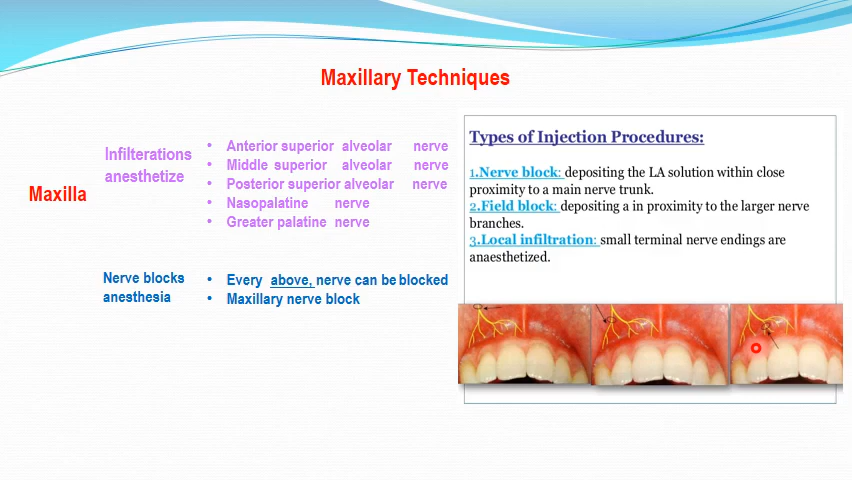 Maxillary Techniques
Maxilla
Infilterations
anesthetize
• Anterior superior alveolar nerve
• Middle superior alveolar nerve
• Posterior superior alveolar nerve
• Nasopalatine nerve
• Greater palatine nerve
Nerve blocks
anesthesia
• Every above, nerve can be blocked
• Maxillary nerve block
Types of Injection Procedures:
1.Nerve block: depositing the LA solution within close
proximity to a main nerve trunk.
2.Field block: depositing a in proximity to the larger nerve
branches.
3.Local infiltration: small terminal nerve endings are
anaesthetized.